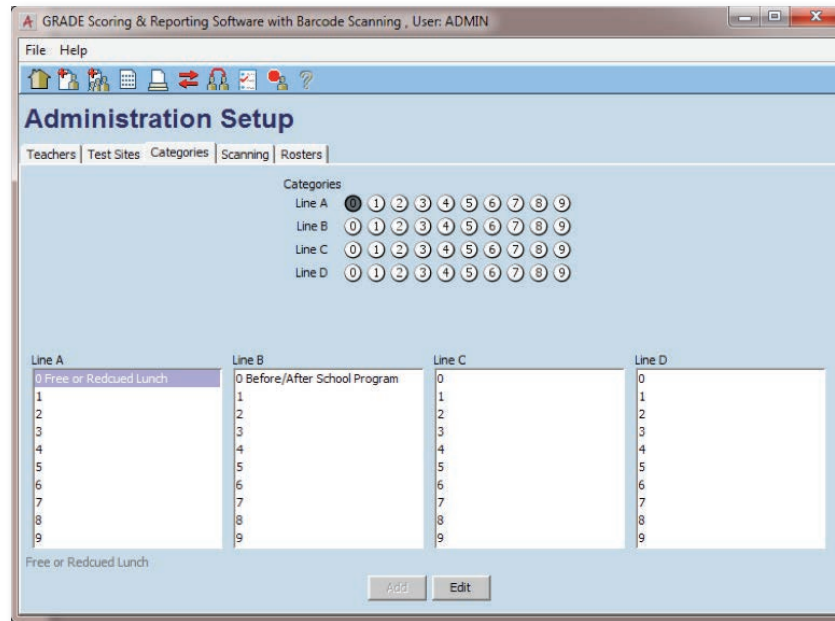 GRADE Scoring & Reporting Software with Barcode Scanning , User: ADMIN
File Help
Administration Setup
Teachers Test Sites Categories Scanning Rosters
Categories
Line A 0 1 2 3 4 5 6 7 8 9
Line B 0 1 2 3 4 5 6 7 8 9
Line C 0 1 2 3 4 5 6 7 8 9
Line D 0 1 2 3 4 5 6 7 8 9
Line A Line B Line C Line D
0 Free or Redcued Lunch 0 Before/After School Program 0 0
1 1 1 1
2 2 2 2
3 3 3 3
4 4 4 4
5 5 5 5
6 6 6 6
7 7 7 7
8 8 8 8
9 9 9 9
Free or Redcued Lunch
Add Edit